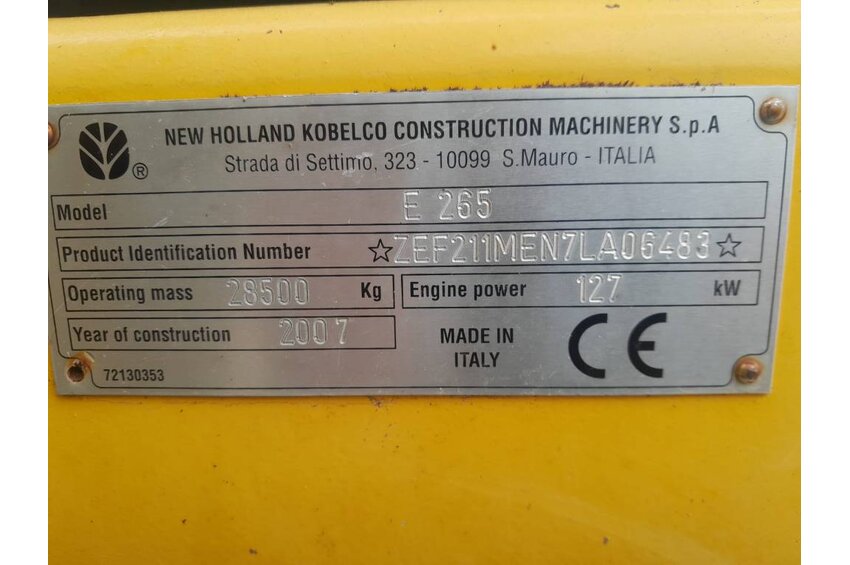 NEW HOLLAND KOBELCO CONSTRUCTION MACHINERY S.p.A
Strada di Settimo, 323 - 10099 S.Mauro - ITALIA
®
Model E 265
Product Identification Number ☆ZEF211MEN7LA06483☆
Operating mass 28500 Kg Engine power 127 kW
Year of construction 2007
MADE IN
ITALY
CE
72130353